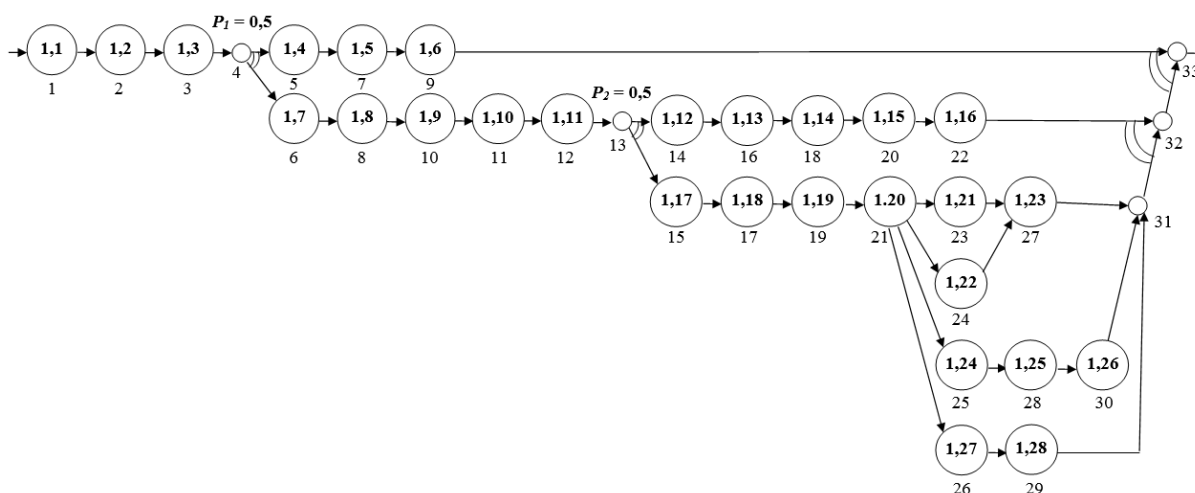 P₁ = 0,5
1,1 1,2 1,3 1,4 1,5 1,6
1 2 3 4 5 7 9 33
P₂ = 0,5
1,7 1,8 1,9 1,10 1,11 1,12 1,13 1,14 1,15 1,16
6 8 10 11 12 13 14 16 18 20 22 32
1,17 1,18 1,19 1.20 1,21 1,23
15 17 19 21 23 27 31
1,22
24
1,24 1,25 1,26
25 28 30
1,27 1,28
26 29